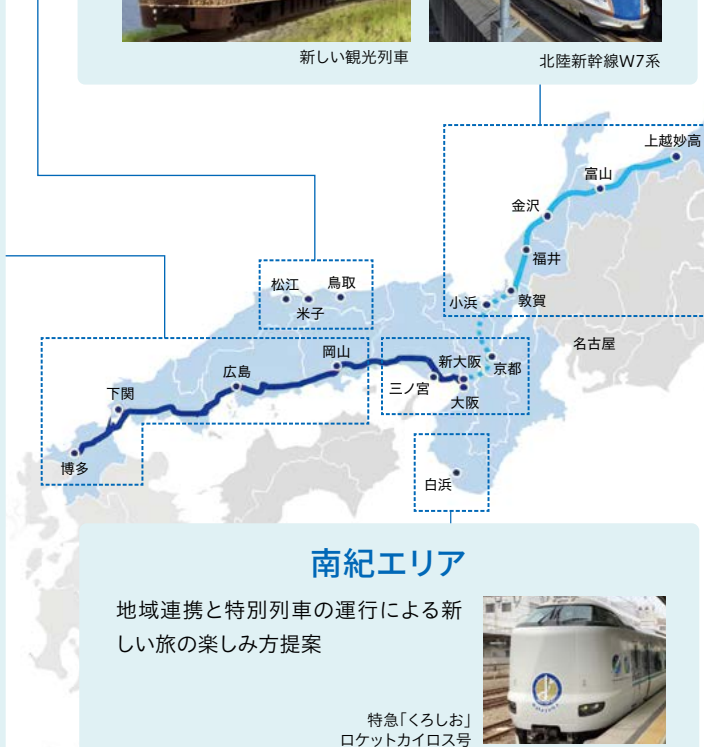 新しい観光列車
北陸新幹線W7系
上越妙高
富山
金沢
福井
松江
鳥取
米子
小浜
敦賀
名古屋
岡山
新大阪
京都
広島
三ノ宮
大阪
下関
博多
白浜
南紀エリア
地域連携と特別列車の運行による新
しい旅の楽しみ方提案
特急「くろしお」
ロケットカイロス号